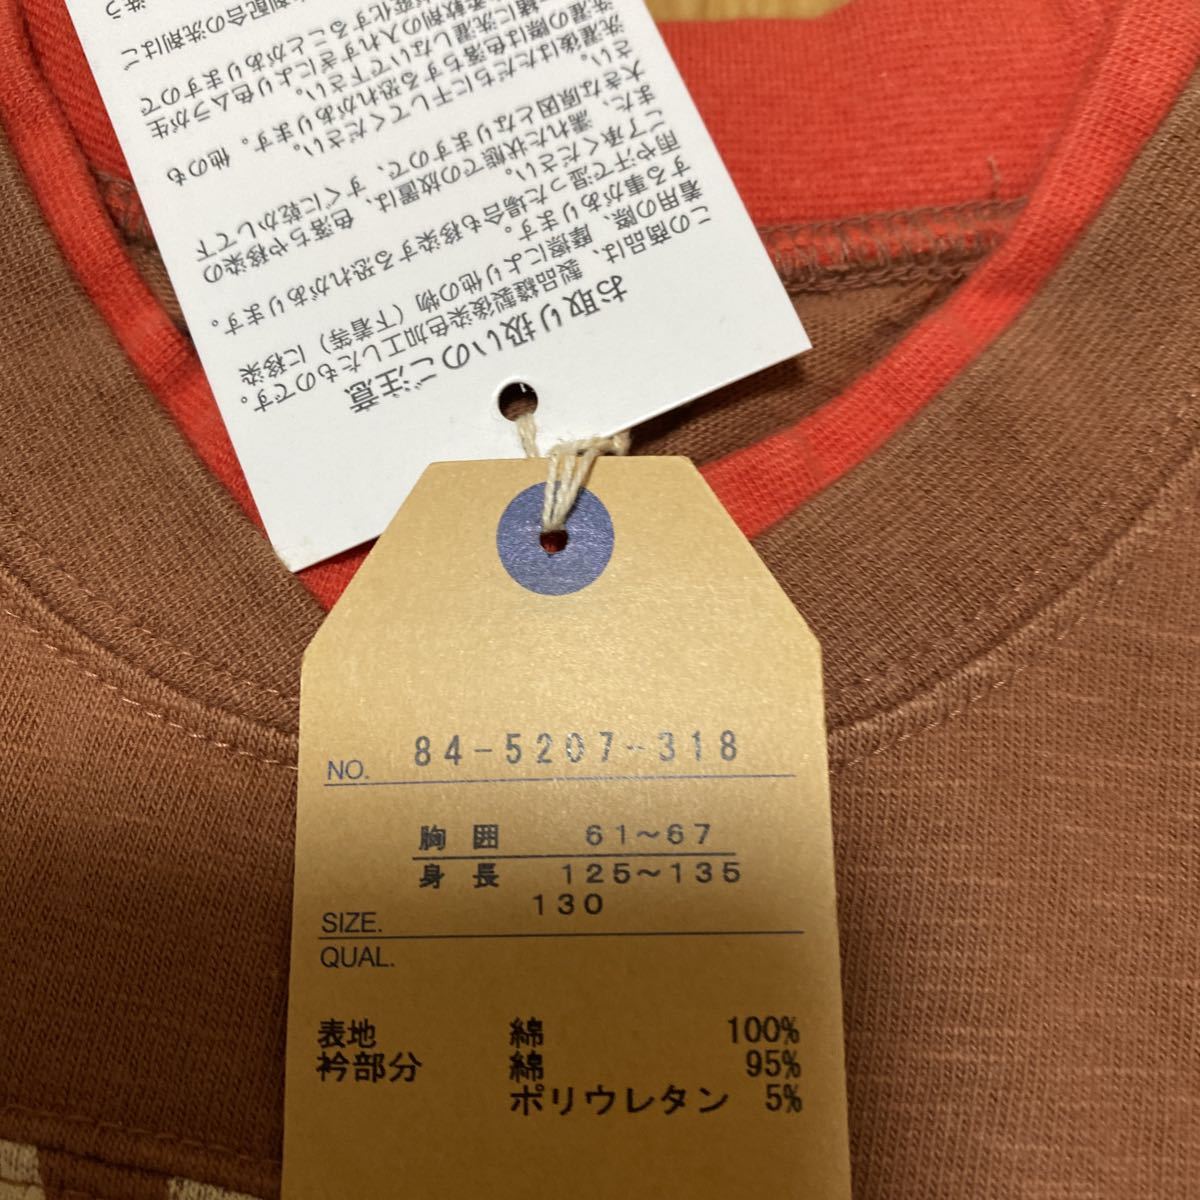 お取り扱いのご注意
この商品は、製品縫製後染色加工したものです。
着用の際、摩擦により他の物(下着等)に移染
する事があります。
雨や汗で湿った場合も移染する恐れがあります。
ご了承ください。
また、濡れた状態での放置は、色落ちや移染の
大きな原因となりますので、すぐに乾かして下
さい。
洗濯後はただちに干してください。
NO. 84-5207-318
胸囲 61～67
身長 125～135
SIZE. 130
QUAL.
表地 綿 100%
衿部分 綿 95%
ポリウレタン 5%